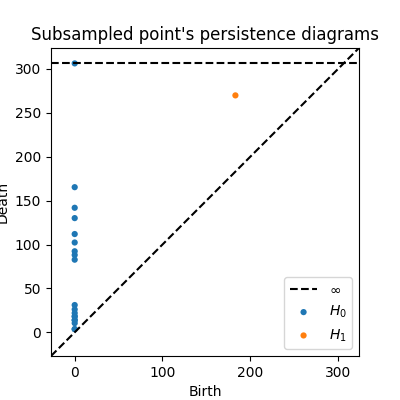 Subsampled point's persistence diagrams
300
250
200
150
100
50
0
Death
0 100 200 300
Birth
∞
H₀
H₁